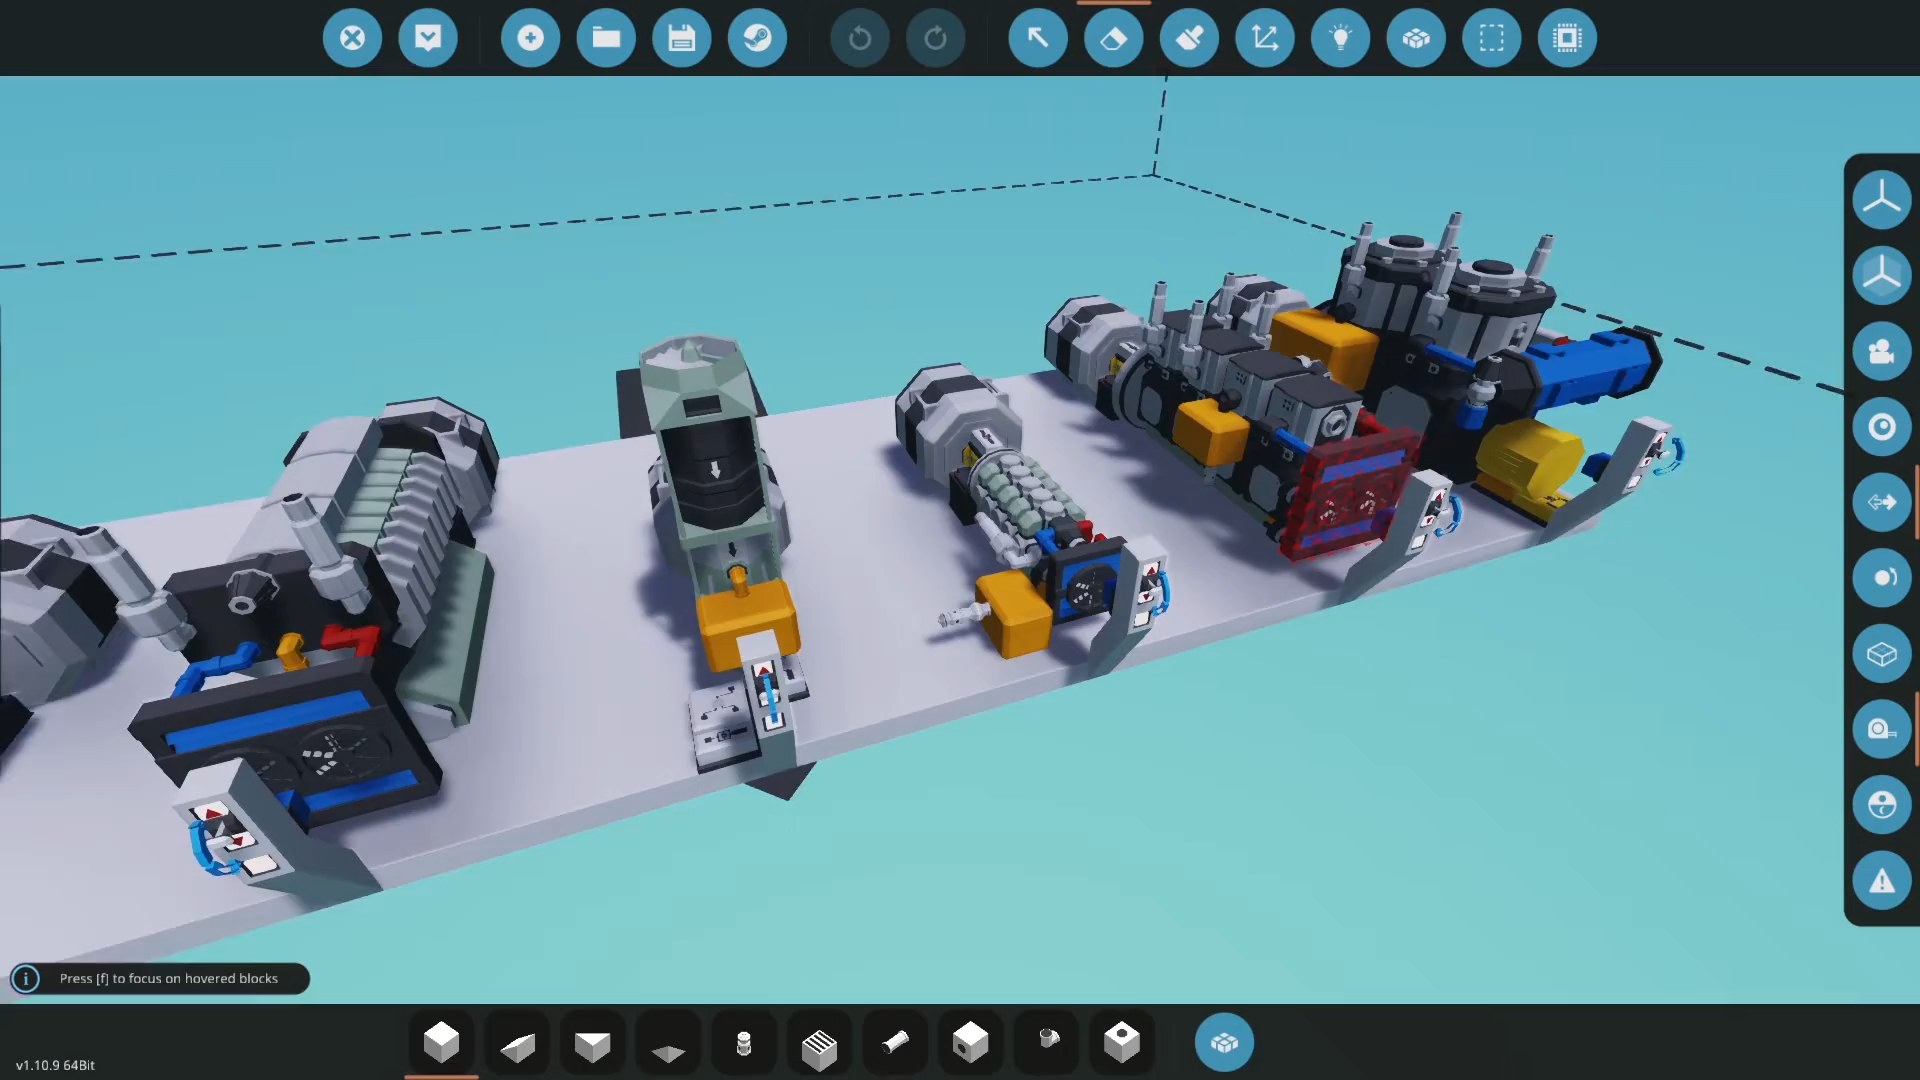 Press [f] to focus on hovered blocks
v1.10.9 64Bit